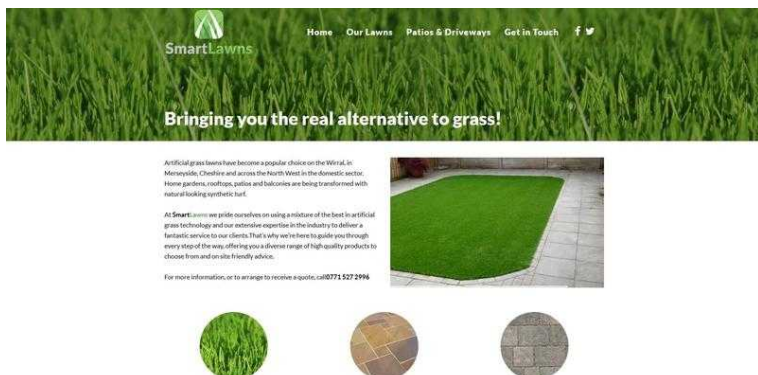 SmartLawns
Home Our Lawns Patios & Driveways Get in Touch
Bringing you the real alternative to grass!
Artificial grass lawns have become a popular choice on the Wirral, in
Merseyside, Cheshire and across the North West in the domestic sector.
Home gardens, rooftops, patios and balconies are being transformed with
natural looking synthetic turf.
At SmartLawns we pride ourselves on using a mixture of the best in artificial
grass technology and our extensive expertise in the industry to deliver a
fantastic service to our clients.That's why we're here to guide you through
every step of the way, offering you a diverse range of high quality products to
choose from and on site friendly advice.
For more information, or to arrange to receive a quote, call0771 527 2996